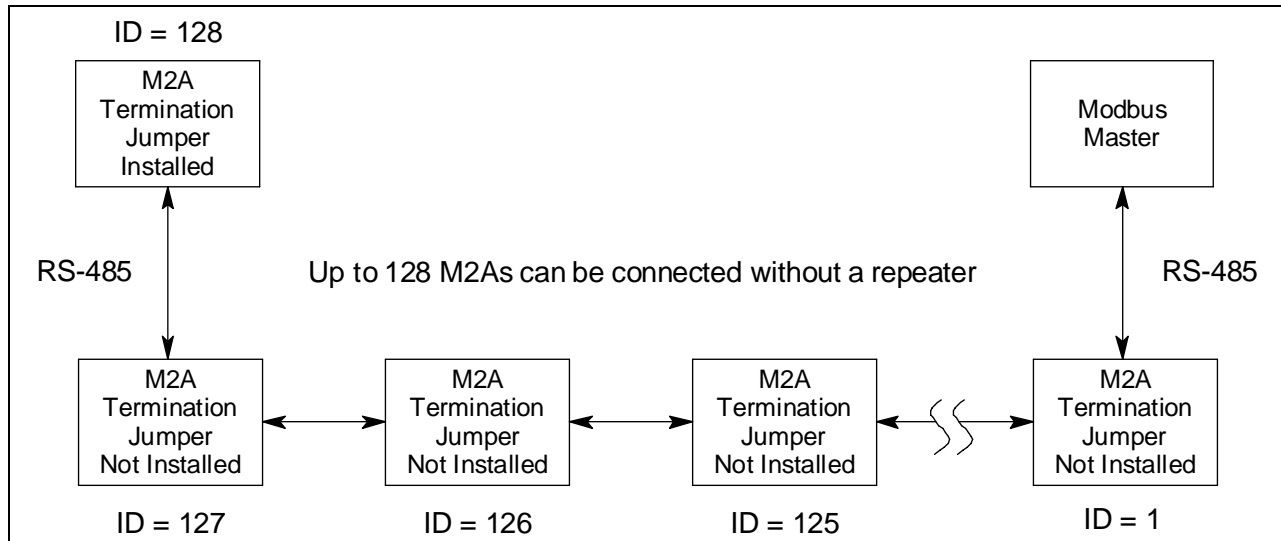 ID = 128
M2A
Termination
Jumper
Installed
Modbus
Master
RS-485
Up to 128 M2As can be connected without a repeater
RS-485
M2A
Termination
Jumper
Not Installed
M2A
Termination
Jumper
Not Installed
M2A
Termination
Jumper
Not Installed
M2A
Termination
Jumper
Not Installed
ID = 127
ID = 126
ID = 125
ID = 1